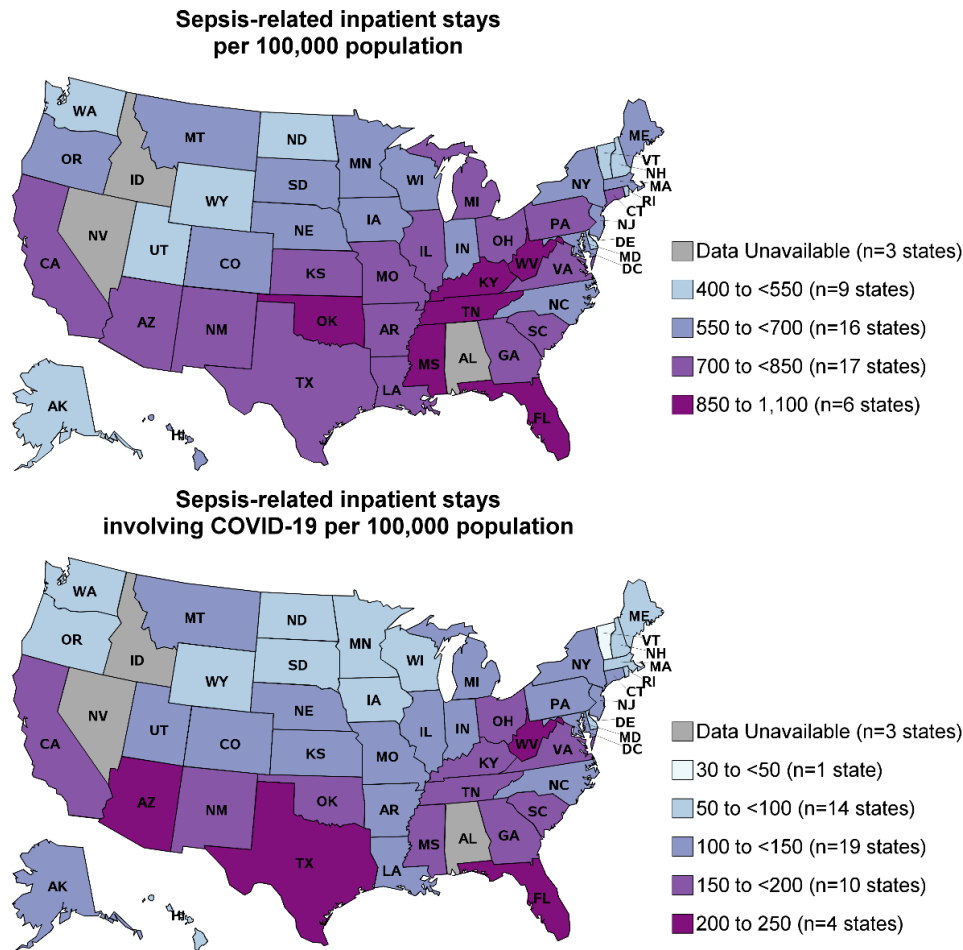 Sepsis-related inpatient stays
per 100,000 population
WA
MT
ND
MN
ME
OR
ID
SD
WI
NY
VT
NH
MA
RI
CT
NJ
WY
MI
IA
PA
NE
NV
UT
IL
IN
OH
DE
MD
DC
CO
CA
KS
MO
WV
VA
KY
NC
AZ
NM
OK
AR
TN
SC
MS
AL
GA
TX
LA
FL
AK
HI
Data Unavailable (n=3 states)
400 to <550 (n=9 states)
550 to <700 (n=16 states)
700 to <850 (n=17 states)
850 to 1,100 (n=6 states)
Sepsis-related inpatient stays
involving COVID-19 per 100,000 population
WA
MT
ND
MN
ME
OR
ID
SD
WI
NY
VT
NH
MA
RI
CT
NJ
WY
MI
IA
PA
NE
NV
UT
IL
IN
OH
DE
MD
DC
CO
CA
KS
MO
WV
VA
KY
NC
AZ
NM
OK
AR
TN
SC
MS
AL
GA
TX
LA
FL
AK
HI
Data Unavailable (n=3 states)
30 to <50 (n=1 state)
50 to <100 (n=14 states)
100 to <150 (n=19 states)
150 to <200 (n=10 states)
200 to 250 (n=4 states)